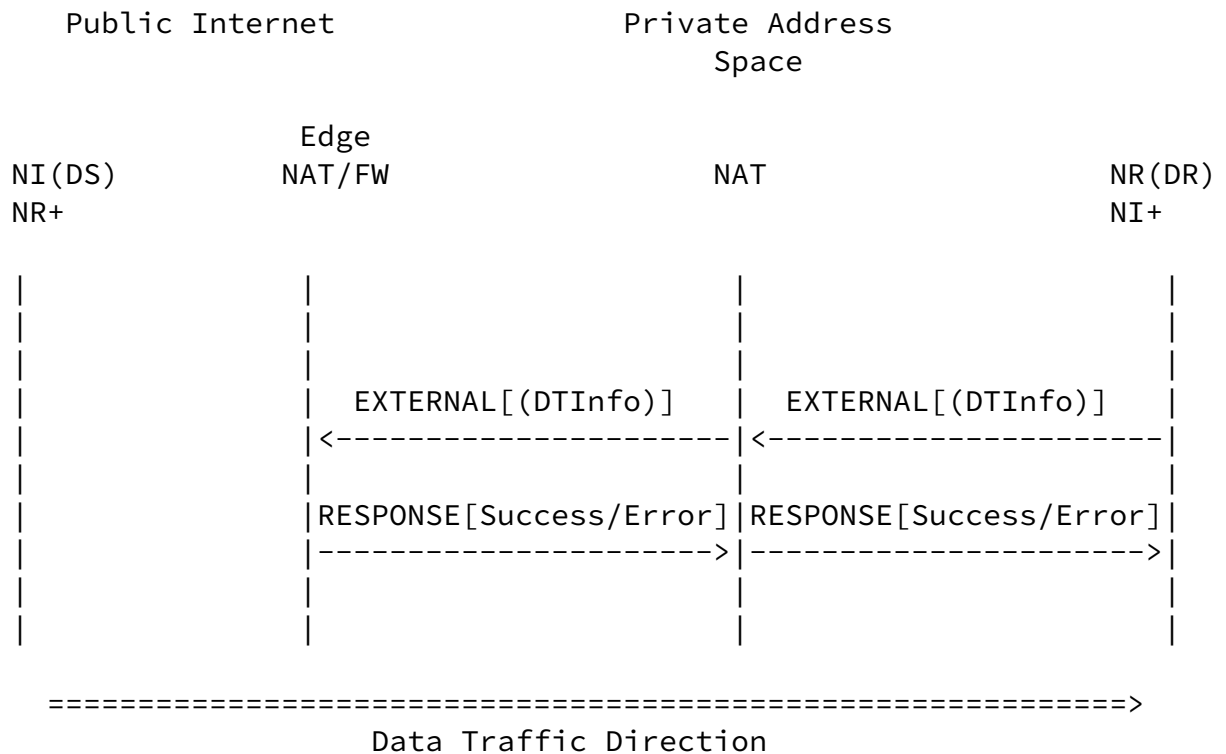 Public Internet                Private Address
Space
Edge
NI(DS)         NAT/FW                  NAT                   NR(DR)
NR+                                                          NI+
EXTERNAL[(DTInfo)]   EXTERNAL[(DTInfo)]
RESPONSE[Success/Error] RESPONSE[Success/Error]
Data Traffic Direction